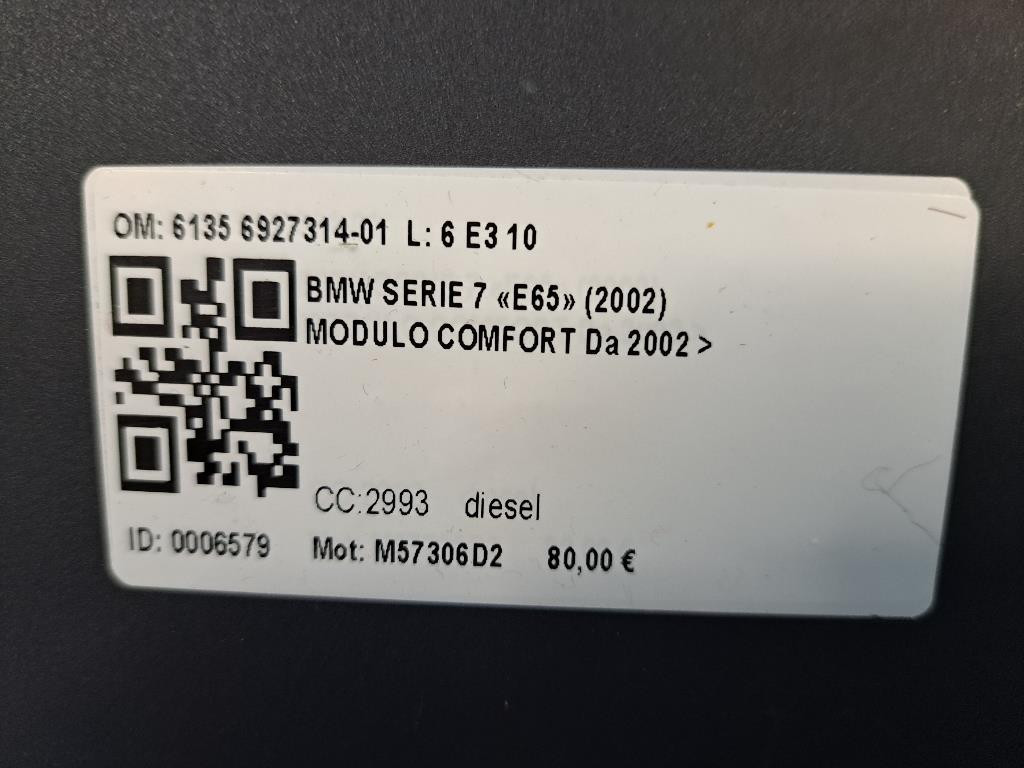 OM: 6135 6927314-01 L: 6 E3 10
BMW SERIE 7 «E65» (2002)
MODULO COMFORT Da 2002 >
CC:2993 diesel
ID: 0006579 Mot: M57306D2 80,00 €